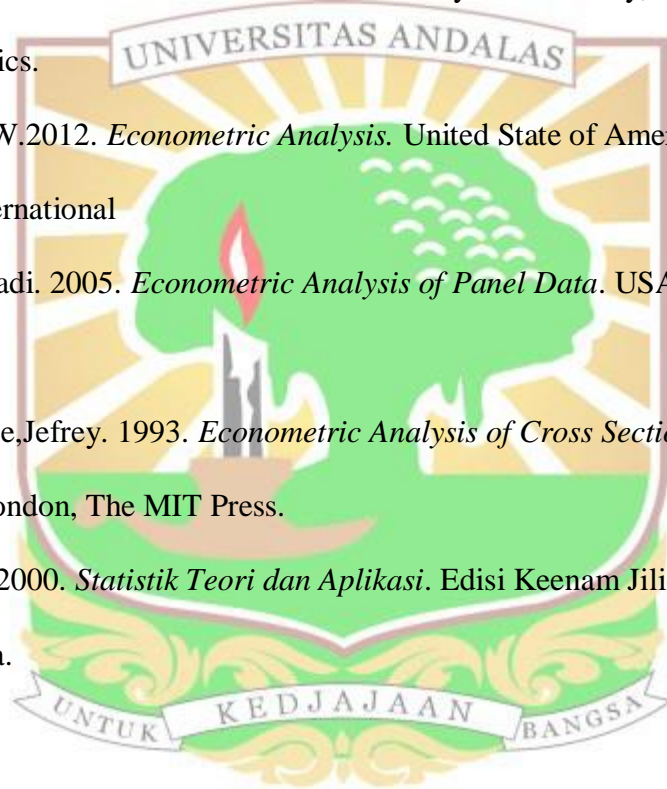 UNIVERSITAS ANDALAS
ics.
W.2012. Econometric Analysis. United State of Amer
ernational
adi. 2005. Econometric Analysis of Panel Data. USA
e,Jefrey. 1993. Econometric Analysis of Cross Sectio
ondon, The MIT Press.
2000. Statistik Teori dan Aplikasi. Edisi Keenam Jili
a.
UNTUK KEDJAJAAN BANGSA